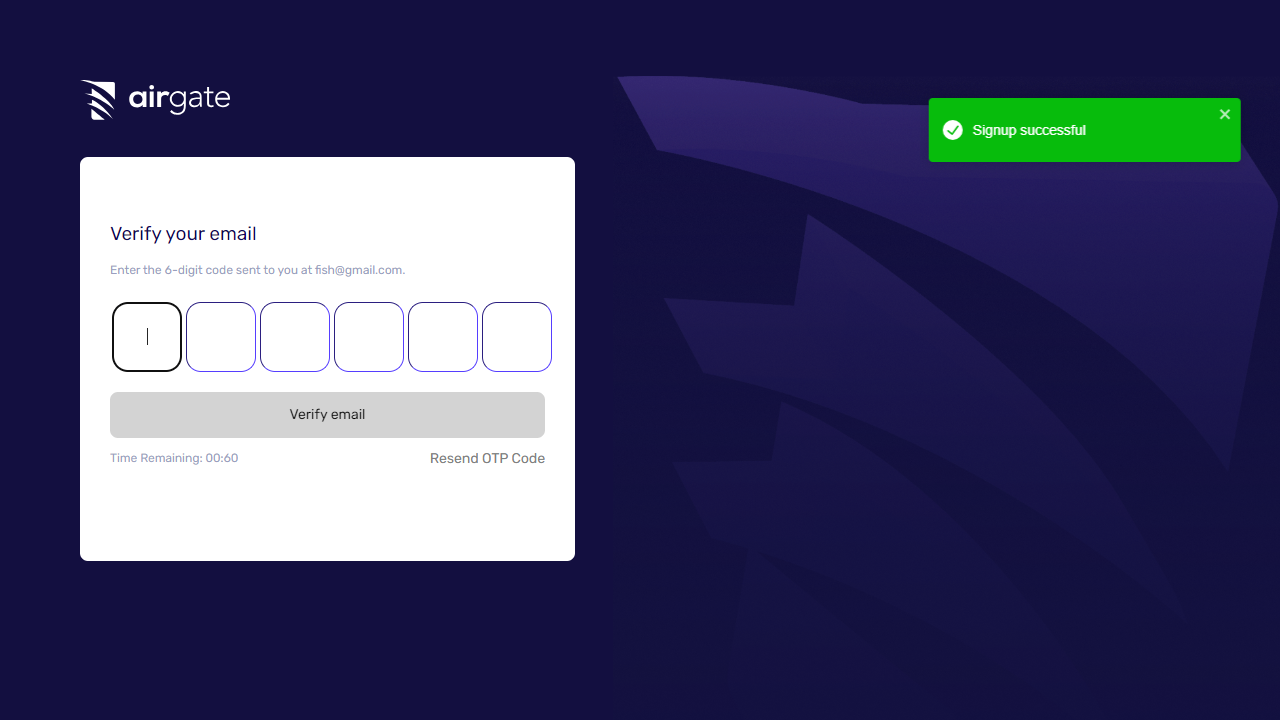 airgate
Signup successful
Verify your email
Enter the 6-digit code sent to you at fish@gmail.com.
Verify email
Time Remaining: 00:60
Resend OTP Code